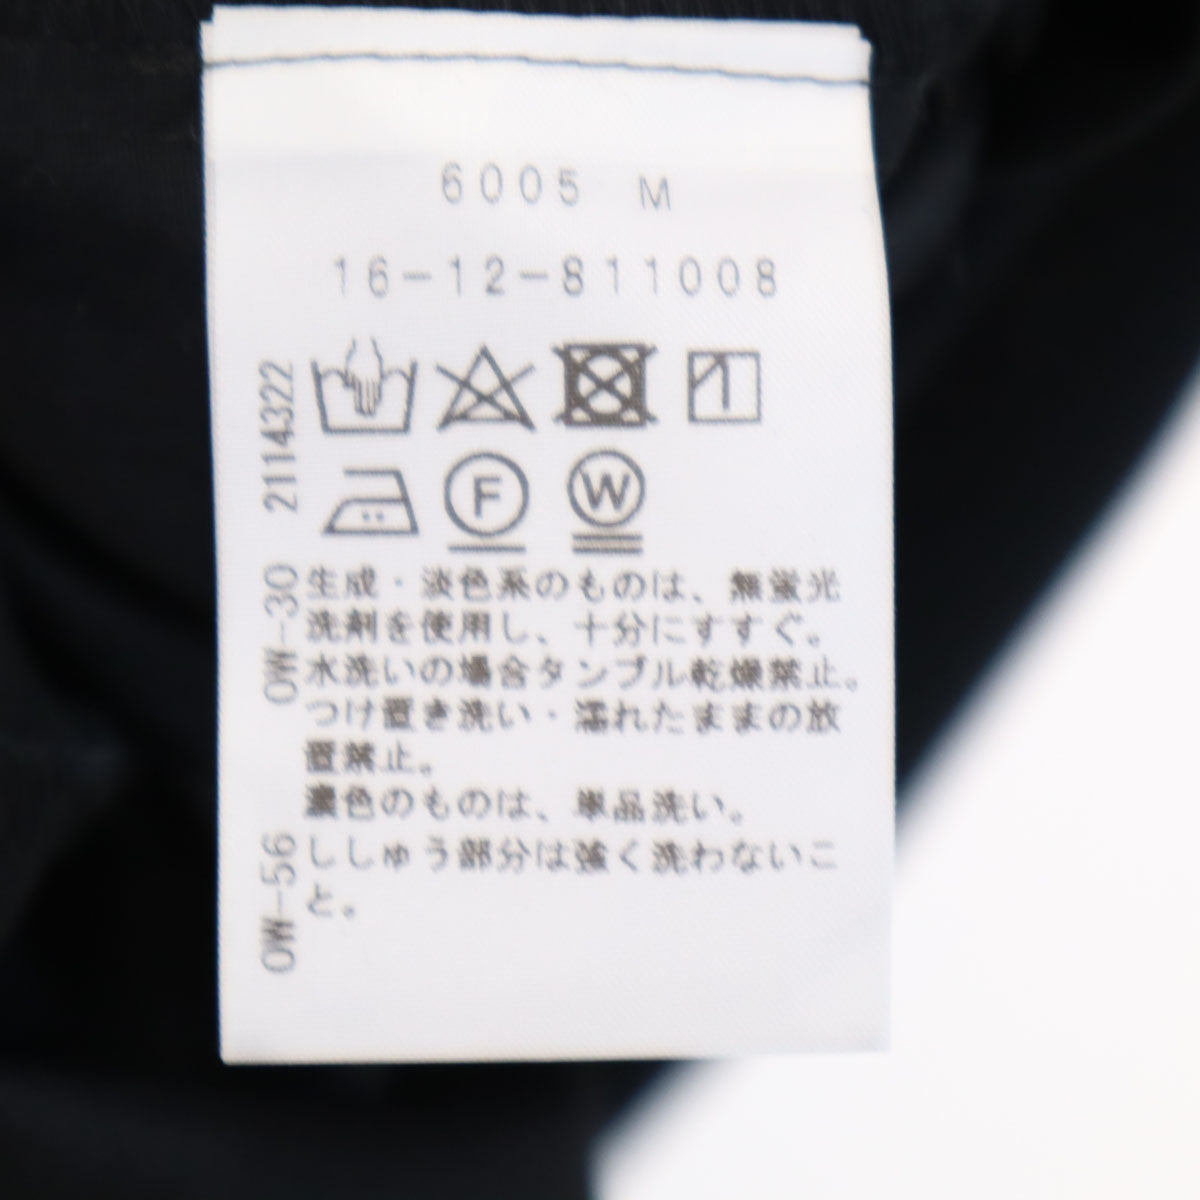 6005 M
16-12-811008
2114322
F
W
OW-30
生成・淡色系のものは、無蛍光
洗剤を使用し、十分にすすぐ。
水洗いの場合タンブル乾燥禁止。
つけ置き洗い・濡れたままの放
置禁止。
濃色のものは、単品洗い。
OW-56
ししゅう部分は強く洗わないこ
と。